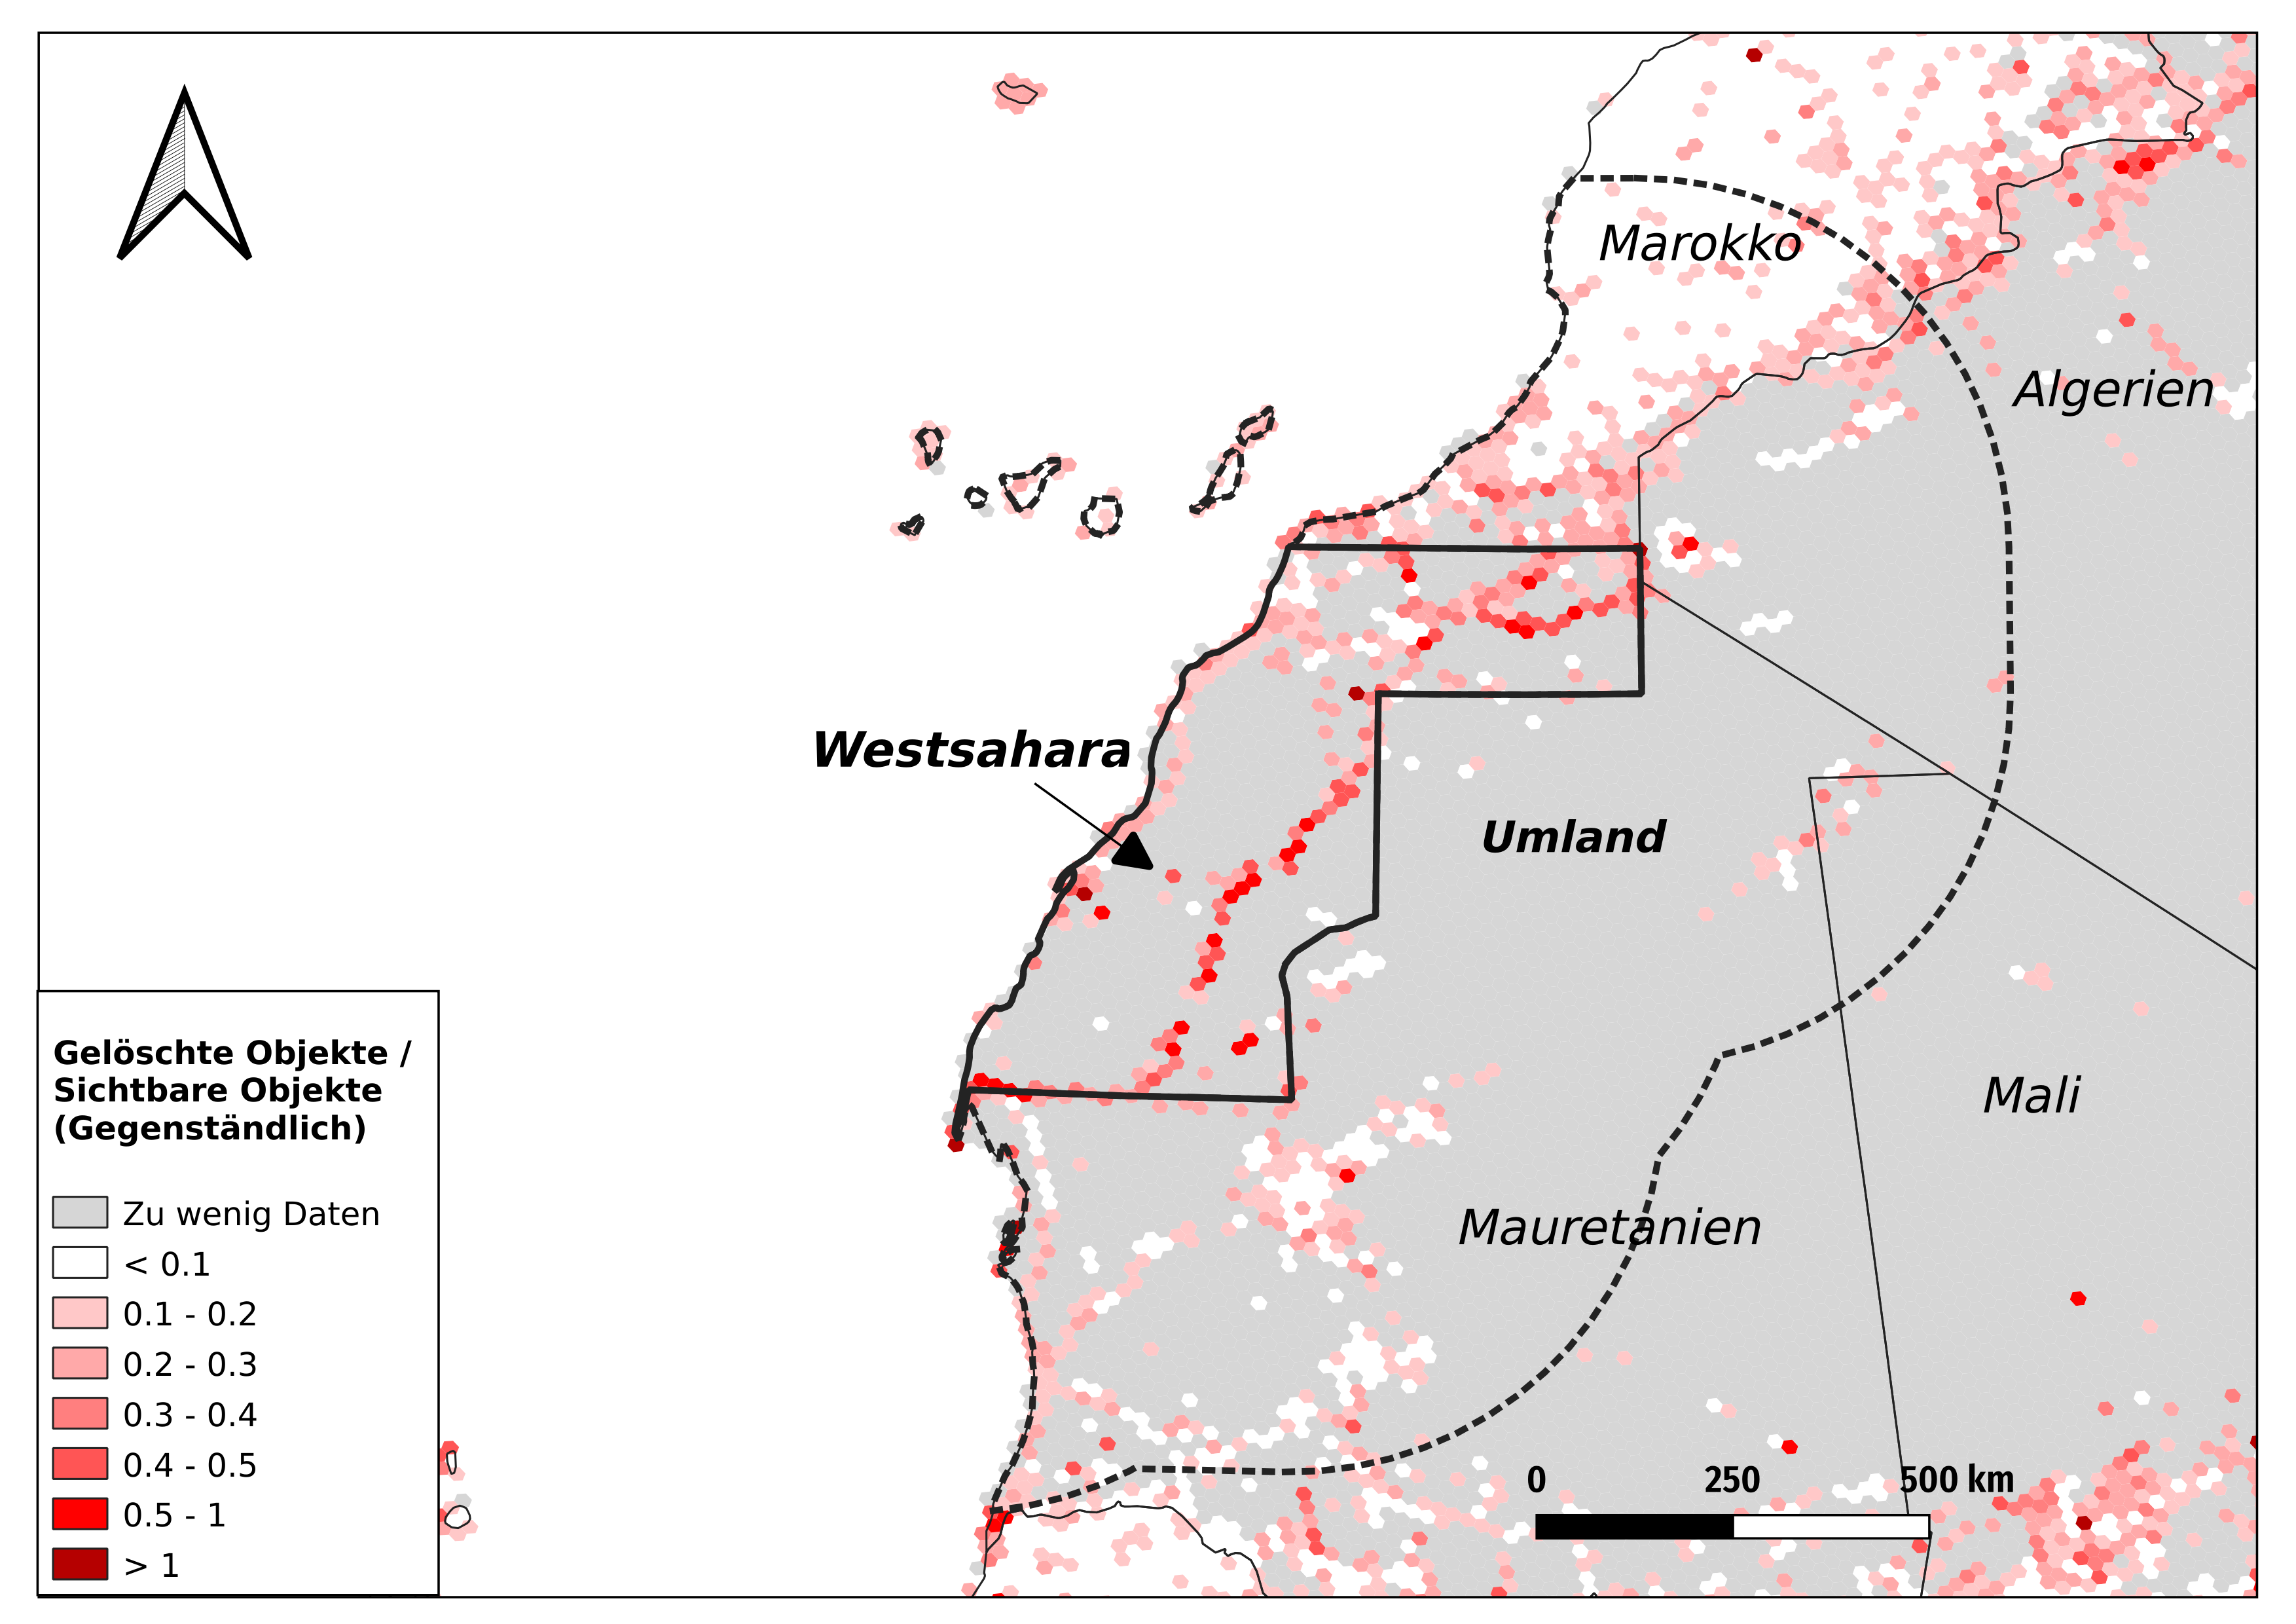 Marokko
Algerien
Westsahara
Umland
Mali
Mauretanien
Gelöschte Objekte /
Sichtbare Objekte
(Gegenständlich)
Zu wenig Daten
< 0.1
0.1 - 0.2
0.2 - 0.3
0.3 - 0.4
0.4 - 0.5
0.5 - 1
> 1
0 250 500 km